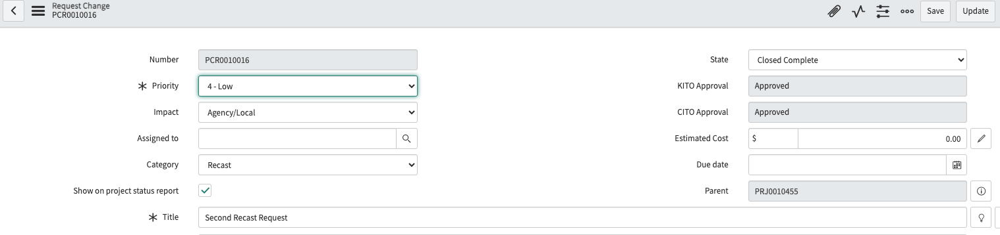 Request Change
PCR0010016
Save
Update
Number
PCR0010016
State
Closed Complete
Priority
4 - Low
KITO Approval
Approved
Impact
Agency/Local
CITO Approval
Approved
Assigned to
Estimated Cost
$
0.00
Category
Recast
Due date
Show on project status report
Parent
PRJ0010455
Title
Second Recast Request